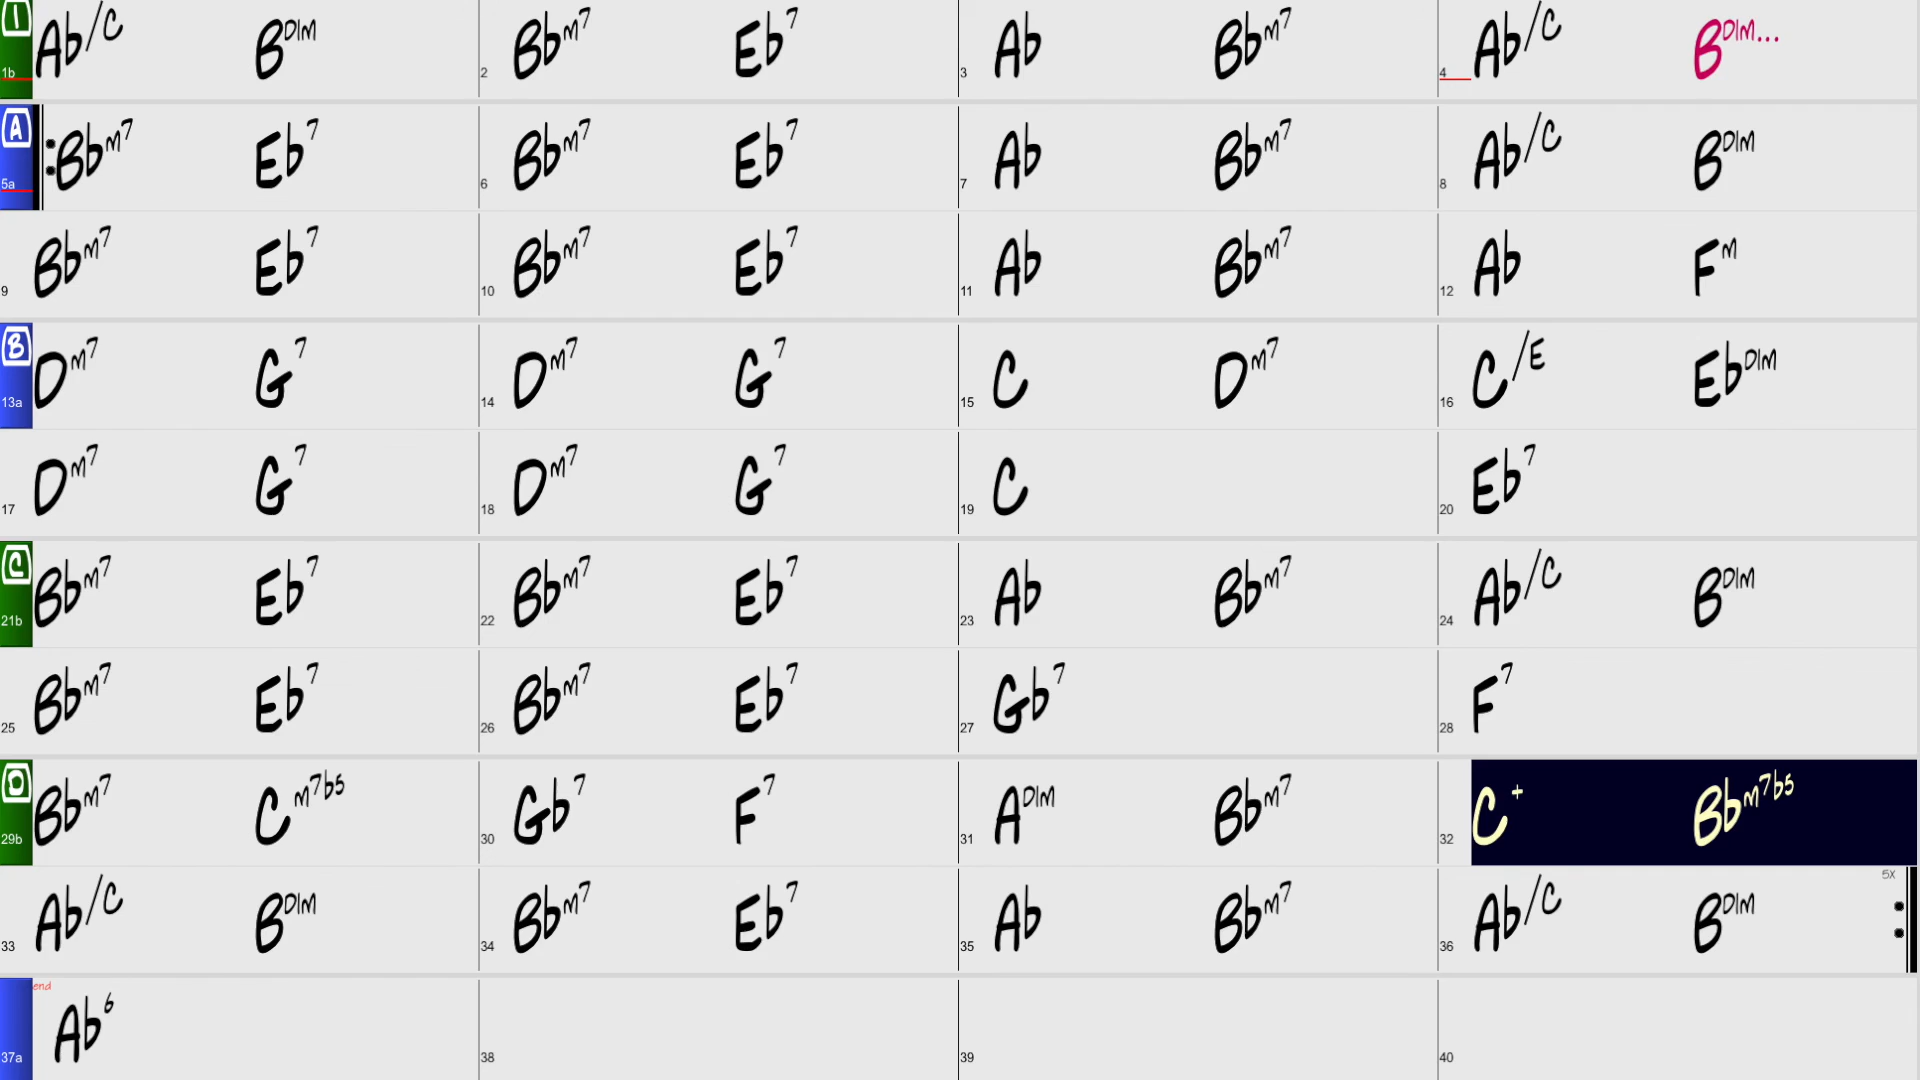 I 1b Ab/C BDIM 2 Bbm7 Eb7 3 Ab Bbm7 4 Ab/C BDIM...
A 5a Bbm7 Eb7 6 Bbm7 Eb7 7 Ab Bbm7 8 Ab/C BDIM
9 Bbm7 Eb7 10 Bbm7 Eb7 11 Ab Bbm7 12 Ab FM
B 13a Dm7 G7 14 Dm7 G7 15 C Dm7 16 C/E EbDIM
17 Dm7 G7 18 Dm7 G7 19 C 20 Eb7
C 21b Bbm7 Eb7 22 Bbm7 Eb7 23 Ab Bbm7 24 Ab/C BDIM
25 Bbm7 Eb7 26 Bbm7 Eb7 27 Gb7 28 F7
D 29b Bbm7 Cm7b5 30 Gb7 F7 31 ADIM Bbm7 32 C+ Bbm7b5
33 Ab/C BDIM 34 Bbm7 Eb7 35 Ab Bbm7 36 Ab/C BDIM 5X
37a end Ab6 38 39 40